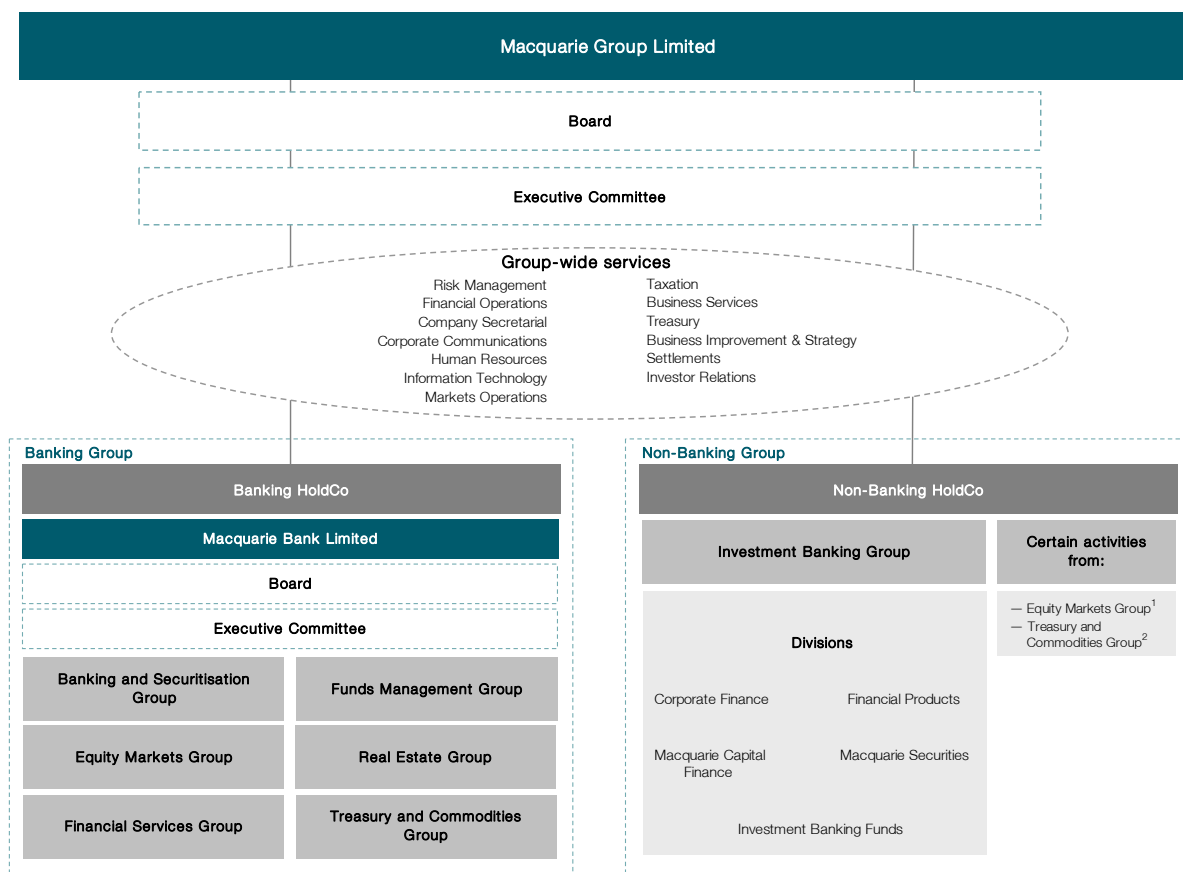 Macquarie Group Limited
Board
Executive Committee
Group-wide services
Risk Management
Financial Operations
Company Secretarial
Corporate Communications
Human Resources
Information Technology
Markets Operations
Taxation
Business Services
Treasury
Business Improvement & Strategy
Settlements
Investor Relations
Banking Group
Banking HoldCo
Macquarie Bank Limited
Board
Executive Committee
Banking and Securitisation
Group
Funds Management Group
Equity Markets Group
Real Estate Group
Financial Services Group
Treasury and Commodities
Group
Non-Banking Group
Non-Banking HoldCo
Investment Banking Group
Divisions
Corporate Finance
Financial Products
Macquarie Capital
Finance
Macquarie Securities
Investment Banking Funds
Certain activities
from:
— Equity Markets Group1
— Treasury and
Commodities Group2